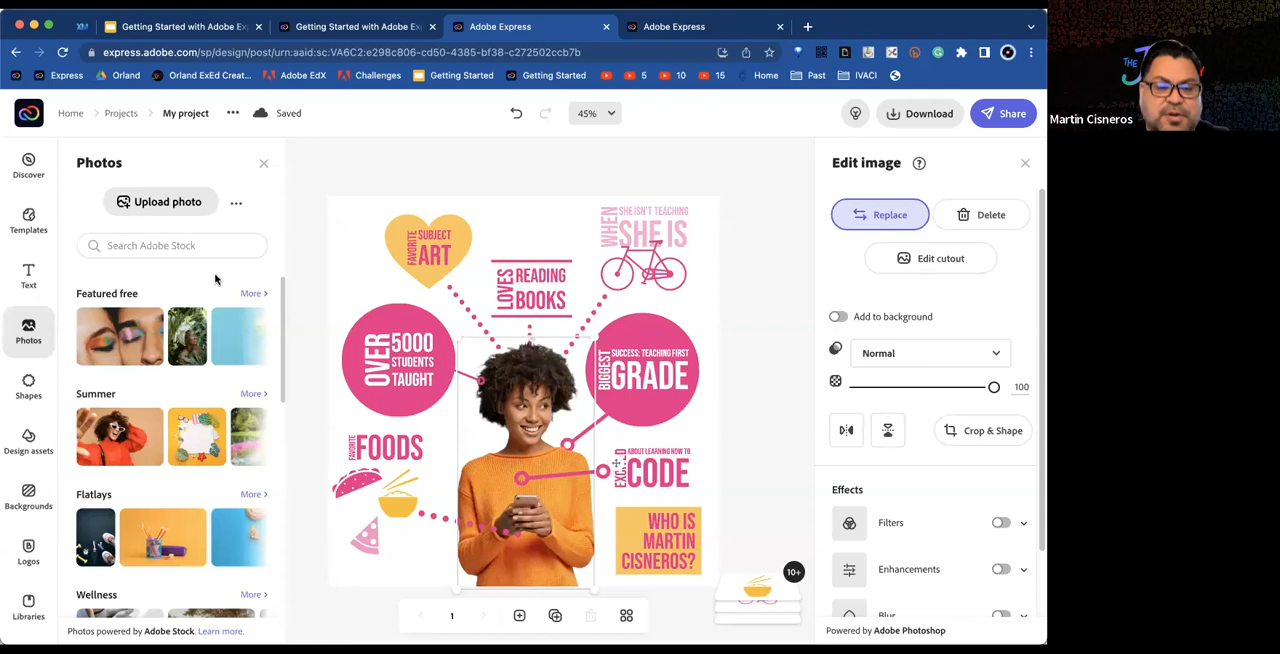 XM
Getting Started with Adobe Ex
Getting Started with Adobe Ex
Adobe Express
Adobe Express
express.adobe.com/sp/design/post/urn:aaid:sc:VA6C2:e298c806-cd50-4385-bf38-c272502ccb7b
Express
Orland
Orland ExEd Creat...
Adobe EdX
Challenges
Getting Started
Getting Started
5
10
15
Home
Past
IVACI
THE
Martin Cisneros
Home
Projects
My project
Saved
45%
Download
Share
Discover
Templates
Text
Photos
Shapes
Design assets
Backgrounds
Logos
Libraries
Photos
Upload photo
Search Adobe Stock
Featured free
More
Summer
More
Flatlays
More
Wellness
More
Photos powered by Adobe Stock. Learn more.
FAVORITE SUBJECT
ART
WHEN SHE ISN'T TEACHING
SHE IS
LOVES READING
BOOKS
OVER 5000
STUDENTS
TAUGHT
BIGGEST SUCCESS: TEACHING FIRST
GRADE
FAVORITE FOODS
EXCITED ABOUT LEARNING HOW TO
CODE
WHO IS
MARTIN
CISNEROS?
10+
1
Edit image
Replace
Delete
Edit cutout
Add to background
Normal
100
Crop & Shape
Effects
Filters
Enhancements
Blur
Powered by Adobe Photoshop